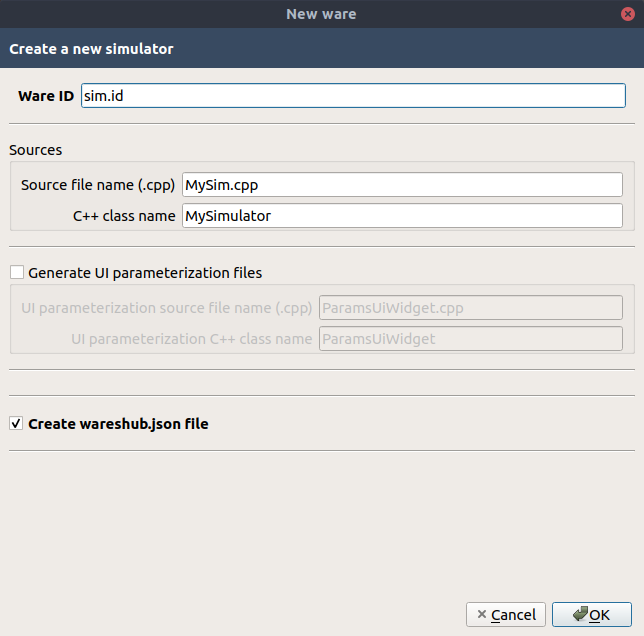 New ware
Create a new simulator
Ware ID sim.id
Sources
Source file name (.cpp) MySim.cpp
C++ class name MySimulator
Generate UI parameterization files
UI parameterization source file name (.cpp) ParamsUiWidget.cpp
UI parameterization C++ class name ParamsUiWidget
Create wareshub.json file
Cancel OK